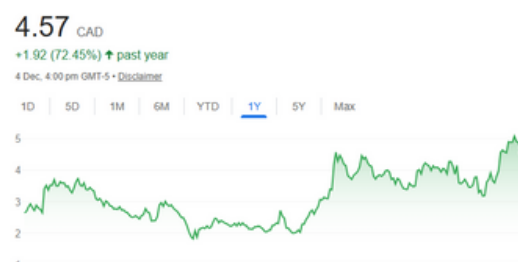 4.57 CAD
+1.92 (72.45%) ↑ past year
4 Dec, 4:00 pm GMT-5 • Disclaimer
1D 5D 1M 6M YTD 1Y 5Y Max
5
4
3
2